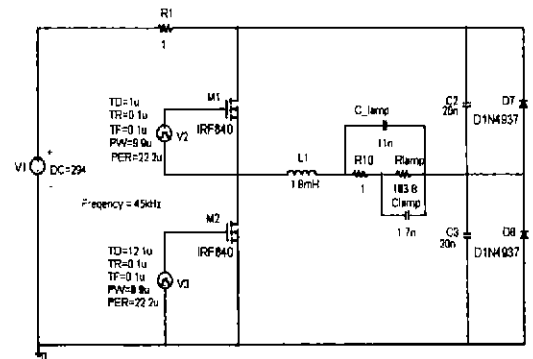 R1
1
TD=1u
TR=0.1u
TF=0.1u
PW=9.9u
PER=22.2u
V2
M1
IRF840
C_lamp
11n
C2
20n
D7
D1N4937
L1
1.8mH
R10
1
Rlamp
Clamp
1.7n
V1
+
DC=294
-
Freqency = 45kHz
M2
IRF840
TD=12.1u
TR=0.1u
TF=0.1u
PW=9.9u
PER=22.2u
V3
C3
20n
D8
D1N4937
0